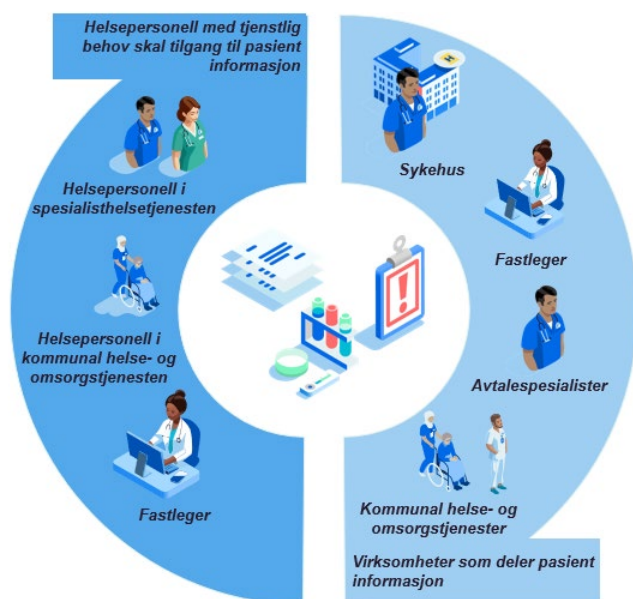 Helsepersonell med tjenstlig
behov skal tilgang til pasient
informasjon
Helsepersonell i
spesialisthelsetjenesten
Helsepersonell i
kommunal helse- og
omsorgstjenesten
Fastleger
Sykehus
Fastleger
Avtalespesialister
Kommunal helse- og
omsorgstjenester
Virksomheter som deler pasient
informasjon